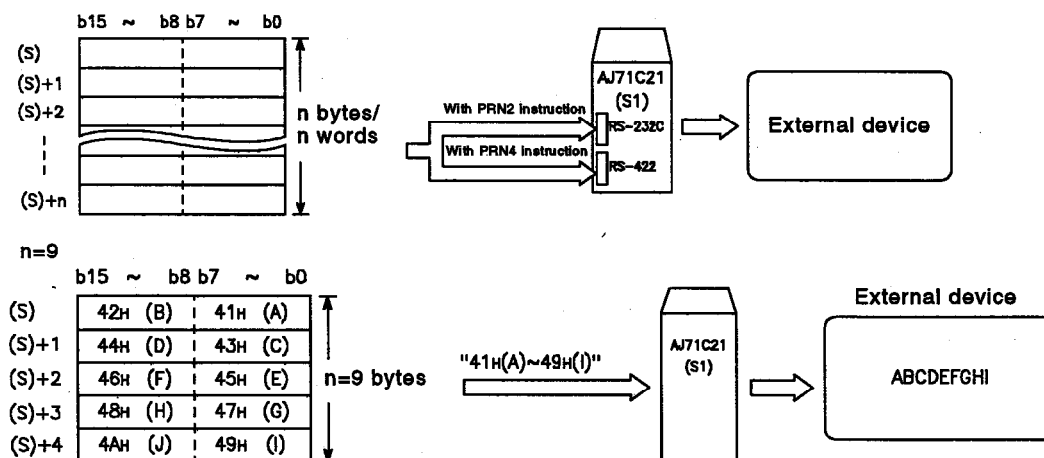 b15 ~ b8 b7 ~ b0
(S)
(S)+1
(S)+2
(S)+n
n bytes/
n words
With PRN2 instruction
With PRN4 instruction
AJ71C21
(S1)
RS-232C
RS-422
External device
n=9
b15 ~ b8 b7 ~ b0
(S) 42H (B) 41H (A)
(S)+1 44H (D) 43H (C)
(S)+2 46H (F) 45H (E)
(S)+3 48H (H) 47H (G)
(S)+4 4AH (J) 49H (I)
n=9 bytes
"41H(A)~49H(I)"
AJ71C21
(S1)
External device
ABCDEFGHI